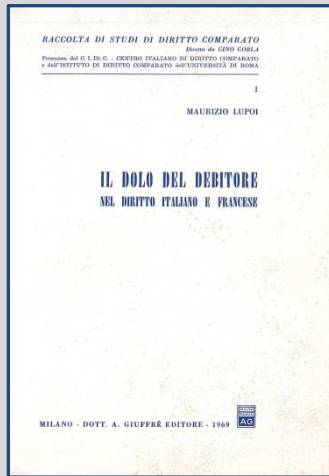 RACCOLTA DI STUDI DI DIRITTO COMPARATO
Diretta da GINO GORLA
Promossa dal C. I. Di. C. - CENTRO ITALIANO DI DIRITTO COMPARATO
e dall'ISTITUTO DI DIRITTO COMPARATO dell'UNIVERSITÀ DI ROMA
1
MAURIZIO LUPOI
IL DOLO DEL DEBITORE
NEL DIRITTO ITALIANO E FRANCESE
MILANO - DOTT. A. GIUFFRÈ EDITORE - 1969
AG